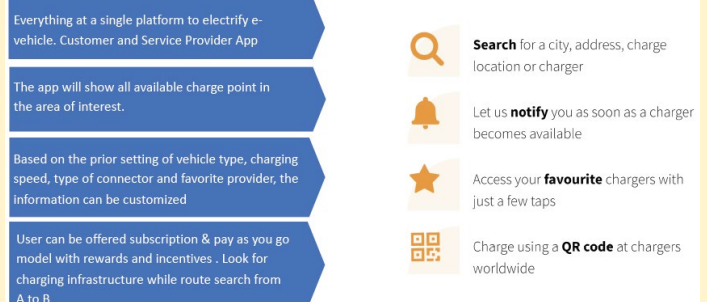 Everything at a single platform to electrify e-
vehicle. Customer and Service Provider App
The app will show all available charge point in
the area of interest.
Based on the prior setting of vehicle type, charging
speed, type of connector and favorite provider, the
information can be customized
User can be offered subscription & pay as you go
model with rewards and incentives . Look for
charging infrastructure while route search from
A to B
Search for a city, address, charge
location or charger
Let us notify you as soon as a charger
becomes available
Access your favourite chargers with
just a few taps
Charge using a QR code at chargers
worldwide